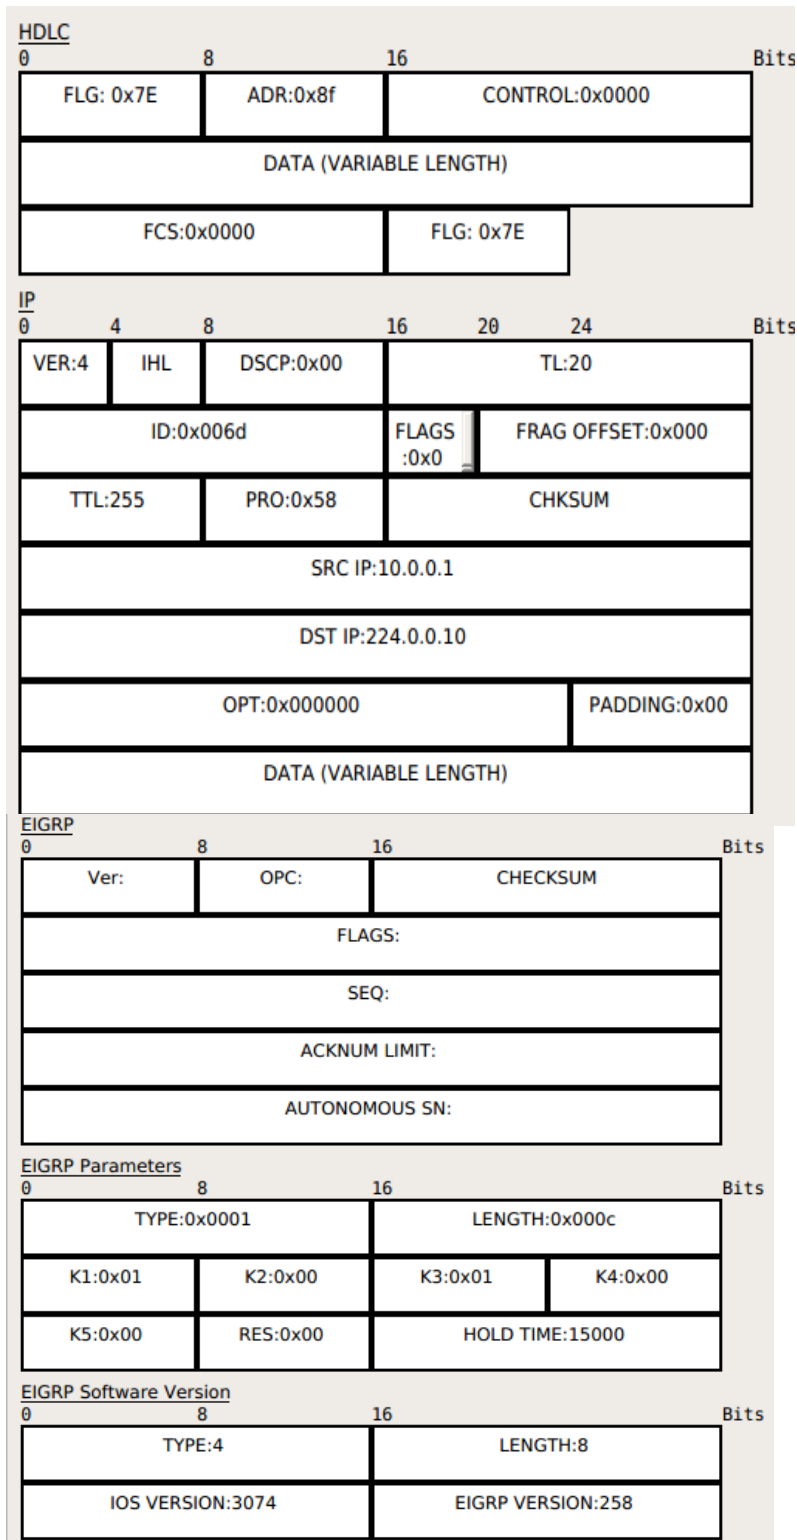 HDLC
0 8 16 Bits
FLG: 0x7E ADR:0x8f CONTROL:0x0000
DATA (VARIABLE LENGTH)
FCS:0x0000 FLG: 0x7E
IP
0 4 8 16 20 24 Bits
VER:4 IHL DSCP:0x00 TL:20
ID:0x006d FLAGS FRAG OFFSET:0x000
:0x0
TTL:255 PRO:0x58 CHKSUM
SRC IP:10.0.0.1
DST IP:224.0.0.10
OPT:0x000000 PADDING:0x00
DATA (VARIABLE LENGTH)
EIGRP
0 8 16 Bits
Ver: OPC: CHECKSUM
FLAGS:
SEQ:
ACKNUM LIMIT:
AUTONOMOUS SN:
EIGRP Parameters
0 8 16 Bits
TYPE:0x0001 LENGTH:0x000c
K1:0x01 K2:0x00 K3:0x01 K4:0x00
K5:0x00 RES:0x00 HOLD TIME:15000
EIGRP Software Version
0 8 16 Bits
TYPE:4 LENGTH:8
IOS VERSION:3074 EIGRP VERSION:258